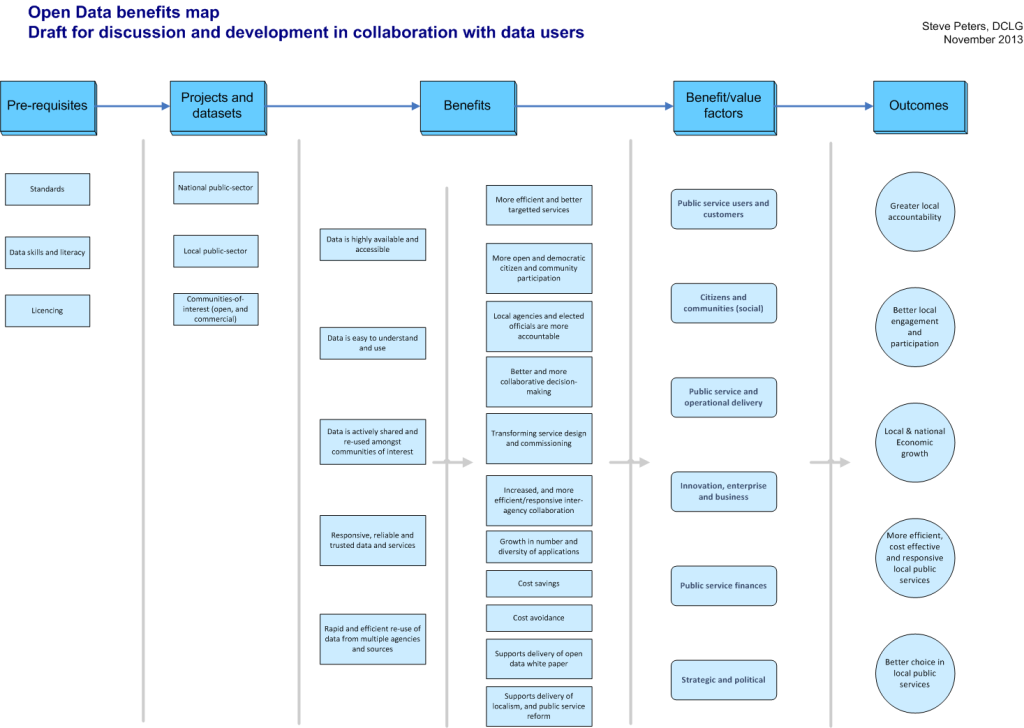 Open Data benefits map
Draft for discussion and development in collaboration with data users
Steve Peters, DCLG
November 2013
Pre-requisites
Projects and
datasets
Benefits
Benefit/value
factors
Outcomes
Standards
Data skills and literacy
Licencing
National public-sector
Local public-sector
Communities-of-
interest (open, and
commercial)
Data is highly available and
accessible
Data is easy to understand
and use
Data is actively shared and
re-used amongst
communities of interest
Responsive, reliable and
trusted data and services
Rapid and efficient re-use of
data from multiple agencies
and sources
More efficient and better
targetted services
More open and democratic
citizen and community
participation
Local agencies and elected
officials are more
accountable
Better and more
collaborative decision-
making
Transforming service design
and commissioning
Increased, and more
efficient/responsive inter-
agency collaboration
Growth in number and
diversity of applications
Cost savings
Cost avoidance
Supports delivery of open
data white paper
Supports delivery of
localism, and public service
reform
Public service users and
customers
Citizens and
communities (social)
Public service and
operational delivery
Innovation, enterprise
and business
Public service finances
Strategic and political
Greater local
accountability
Better local
engagement
and
participation
Local & national
Economic
growth
More efficient,
cost effective
and responsive
local public
services
Better choice in
local public
services